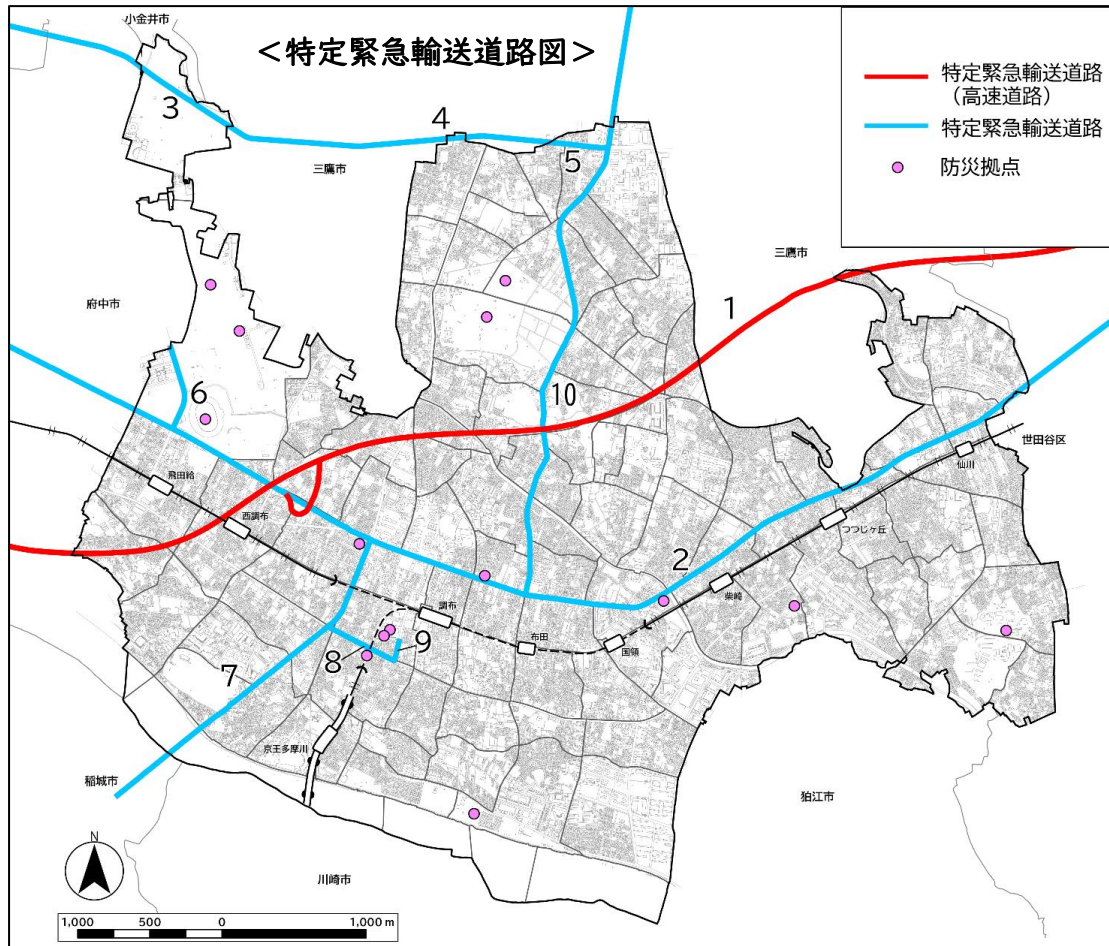 小金井市
<特定緊急輸送道路図>
特定緊急輸送道路
(高速道路)
特定緊急輸送道路
防災拠点
3
4
5
三鷹市
三鷹市
府中市
1
6
10
世田谷区
仙川
飛田給
西調布
つつじヶ丘
2
柴崎
調布
布田
国領
8
9
7
京王多摩川
稲城市
狛江市
川崎市
N
1,000 500 0 1,000 m